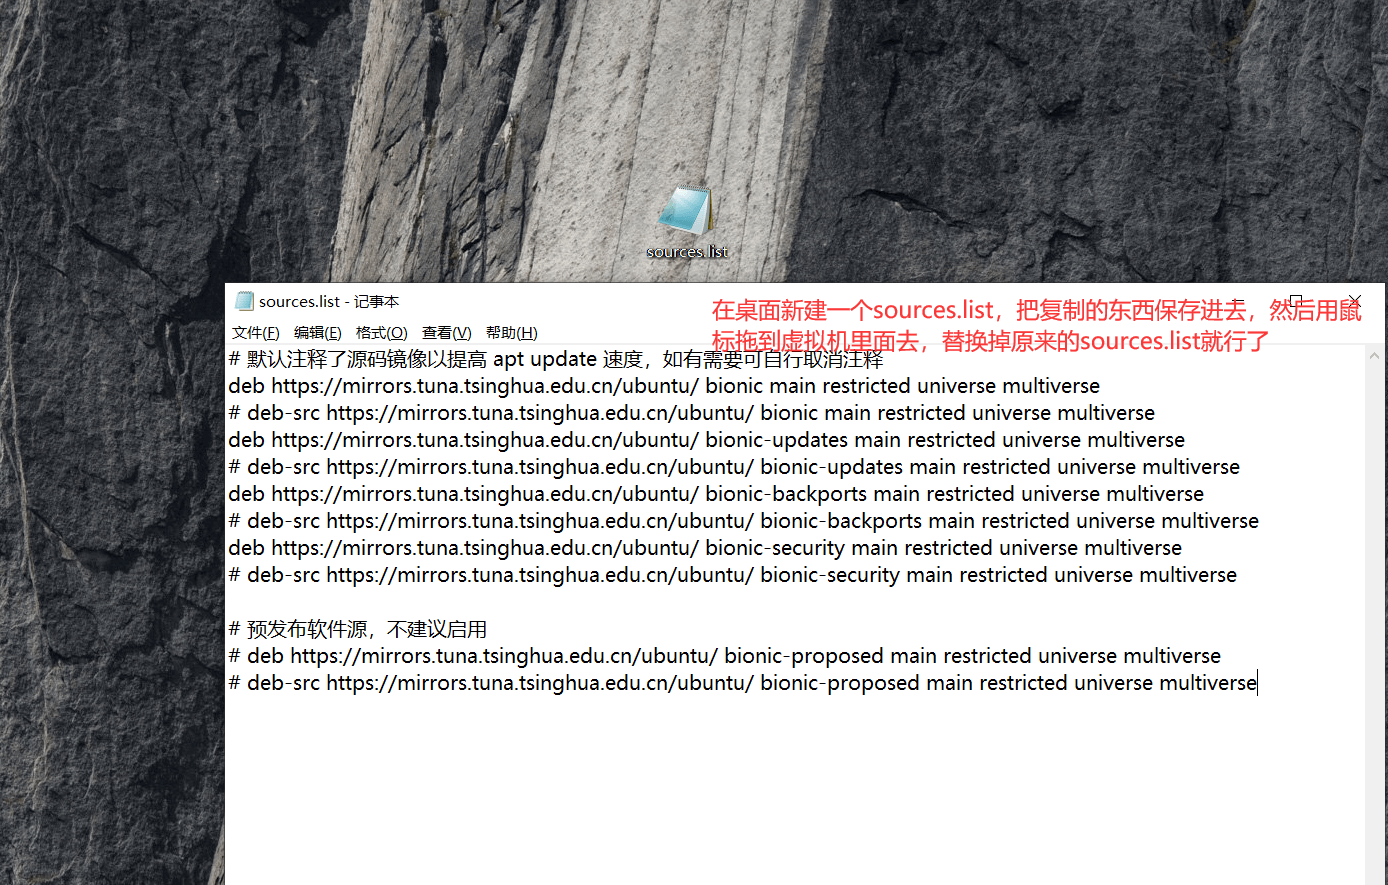 sources.list
sources.list - 记事本
在桌面新建一个sources.list，把复制的东西保存进去，然后用鼠
标拖到虚拟机里面去，替换掉原来的sources.list就行了
文件(F) 编辑(E) 格式(O) 查看(V) 帮助(H)
# 默认注释了源码镜像以提高 apt update 速度，如有需要可自行取消注释
deb https://mirrors.tuna.tsinghua.edu.cn/ubuntu/ bionic main restricted universe multiverse
# deb-src https://mirrors.tuna.tsinghua.edu.cn/ubuntu/ bionic main restricted universe multiverse
deb https://mirrors.tuna.tsinghua.edu.cn/ubuntu/ bionic-updates main restricted universe multiverse
# deb-src https://mirrors.tuna.tsinghua.edu.cn/ubuntu/ bionic-updates main restricted universe multiverse
deb https://mirrors.tuna.tsinghua.edu.cn/ubuntu/ bionic-backports main restricted universe multiverse
# deb-src https://mirrors.tuna.tsinghua.edu.cn/ubuntu/ bionic-backports main restricted universe multiverse
deb https://mirrors.tuna.tsinghua.edu.cn/ubuntu/ bionic-security main restricted universe multiverse
# deb-src https://mirrors.tuna.tsinghua.edu.cn/ubuntu/ bionic-security main restricted universe multiverse
# 预发布软件源，不建议启用
# deb https://mirrors.tuna.tsinghua.edu.cn/ubuntu/ bionic-proposed main restricted universe multiverse
# deb-src https://mirrors.tuna.tsinghua.edu.cn/ubuntu/ bionic-proposed main restricted universe multiverse